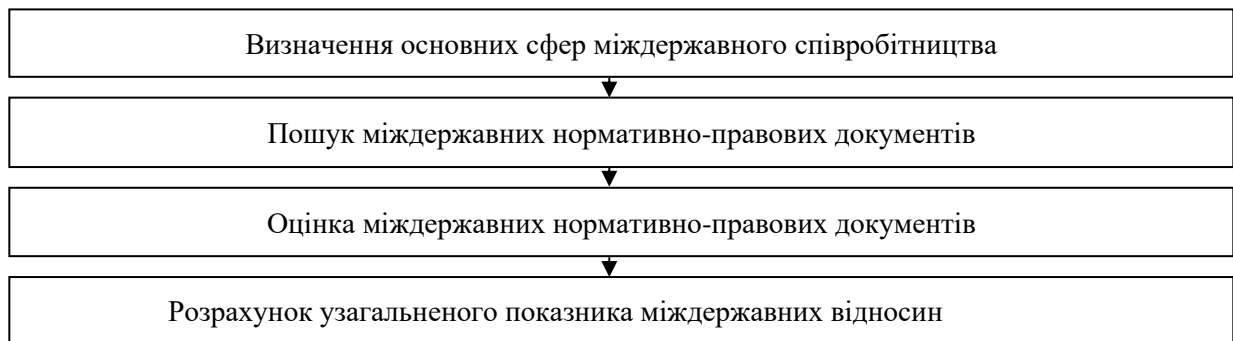 Визначення основних сфер міждержавного співробітництва
Пошук міждержавних нормативно-правових документів
Оцінка міждержавних нормативно-правових документів
Розрахунок узагальненого показника міждержавних відносин